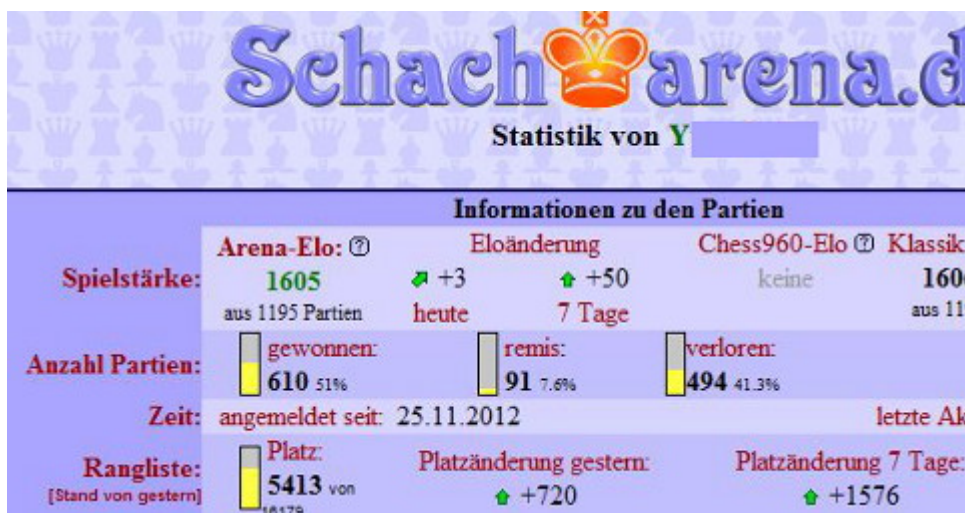 Schach arena.d
Statistik von Y
Informationen zu den Partien
Spielstärke:
Arena-Elo: ? Eloänderung Chess960-Elo ? Klassik
1605 +3 +50 keine 160
aus 1195 Partien heute 7 Tage aus 11
Anzahl Partien:
gewonnen: remis: verloren:
610 51% 91 7.6% 494 41.3%
Zeit: angemeldet seit: 25.11.2012 letzte Ak
Rangliste:
[Stand von gestern]
Platz: Platzänderung gestern: Platzänderung 7 Tage:
5413 von +720 +1576